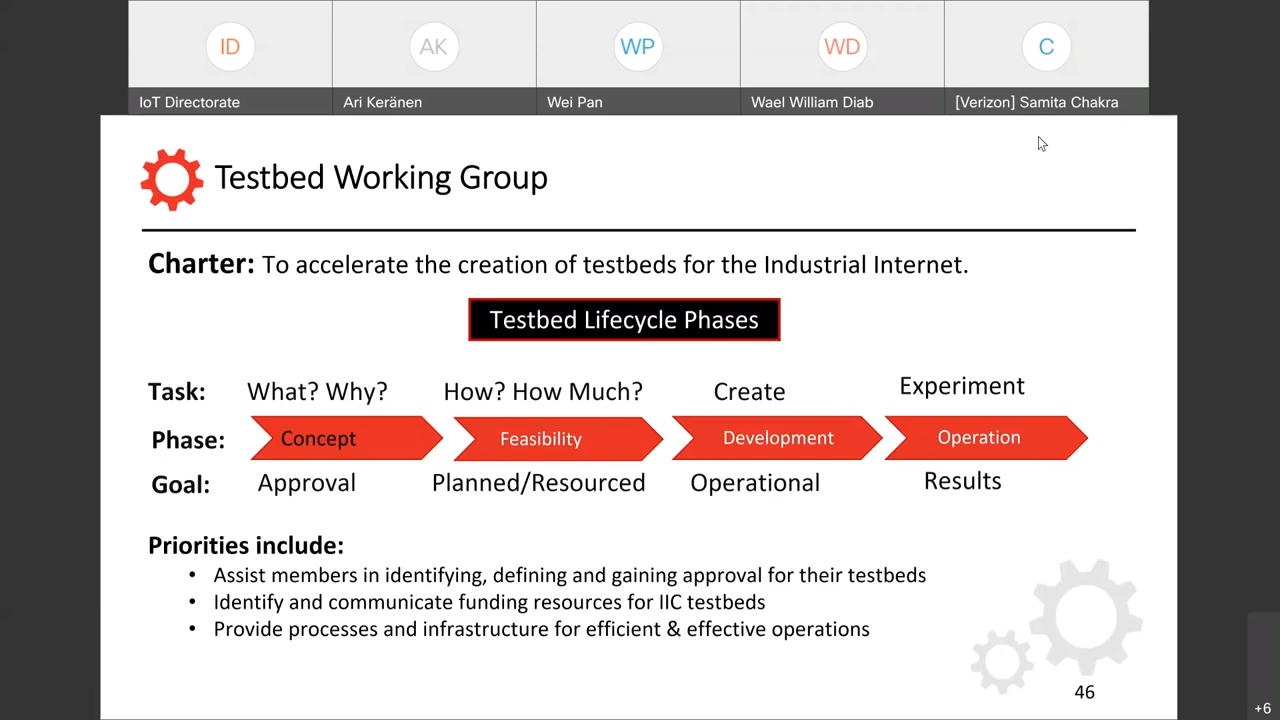 ID
AK
WP
WD
C
IoT Directorate
Ari Keränen
Wei Pan
Wael William Diab
[Verizon] Samita Chakra
Testbed Working Group
Charter: To accelerate the creation of testbeds for the Industrial Internet.
Testbed Lifecycle Phases
Task: What? Why? How? How Much? Create Experiment
Phase: Concept Feasibility Development Operation
Goal: Approval Planned/Resourced Operational Results
Priorities include:
• Assist members in identifying, defining and gaining approval for their testbeds
• Identify and communicate funding resources for IIC testbeds
• Provide processes and infrastructure for efficient & effective operations
46
+6